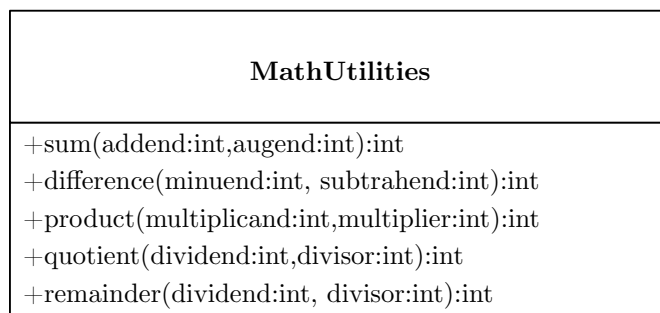 MathUtilities
+sum(addend:int,augend:int):int
+difference(minuend:int, subtrahend:int):int
+product(multiplicand:int,multiplier:int):int
+quotient(dividend:int,divisor:int):int
+remainder(dividend:int, divisor:int):int